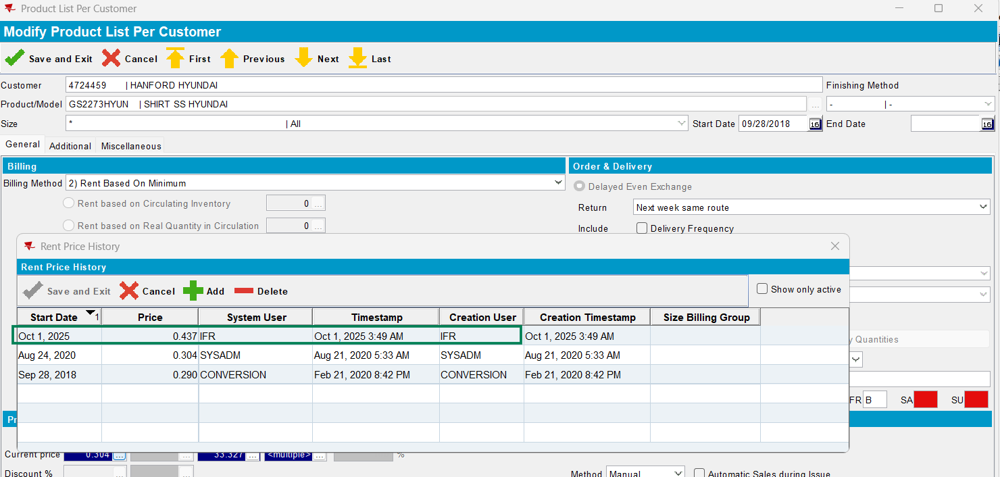 Product List Per Customer
Modify Product List Per Customer
Save and Exit Cancel First Previous Next Last
Customer 4724459 | HANFORD HYUNDAI Finishing Method
Product/Model GS2273HYUN | SHIRT SS HYUNDAI ... - | -
Size * | All Start Date 09/28/2018 16 End Date 16
General Additional Miscellaneous
Billing Order & Delivery
Billing Method 2) Rent Based On Minimum Delayed Even Exchange
Rent based on Circulating Inventory 0 ... Return Next week same route
Rent based on Real Quantity in Circulation 0 ... Include Delivery Frequency
Rent Price History
Rent Price History
Save and Exit Cancel Add Delete Show only active
Start Date 1 Price System User Timestamp Creation User Creation Timestamp Size Billing Group
Oct 1, 2025 0.437 IFR Oct 1, 2025 3:49 AM IFR Oct 1, 2025 3:49 AM
y Quantities
Aug 24, 2020 0.304 SYSADM Aug 21, 2020 5:33 AM SYSADM Aug 21, 2020 5:33 AM
Sep 28, 2018 0.290 CONVERSION Feb 21, 2020 8:42 PM CONVERSION Feb 21, 2020 8:42 PM
FR B SA SU
Pr
Current price 0.304 ... ... 33.327 ... <multiple> ... %
Discount % ... ... Method Manual Automatic Sales during Issue